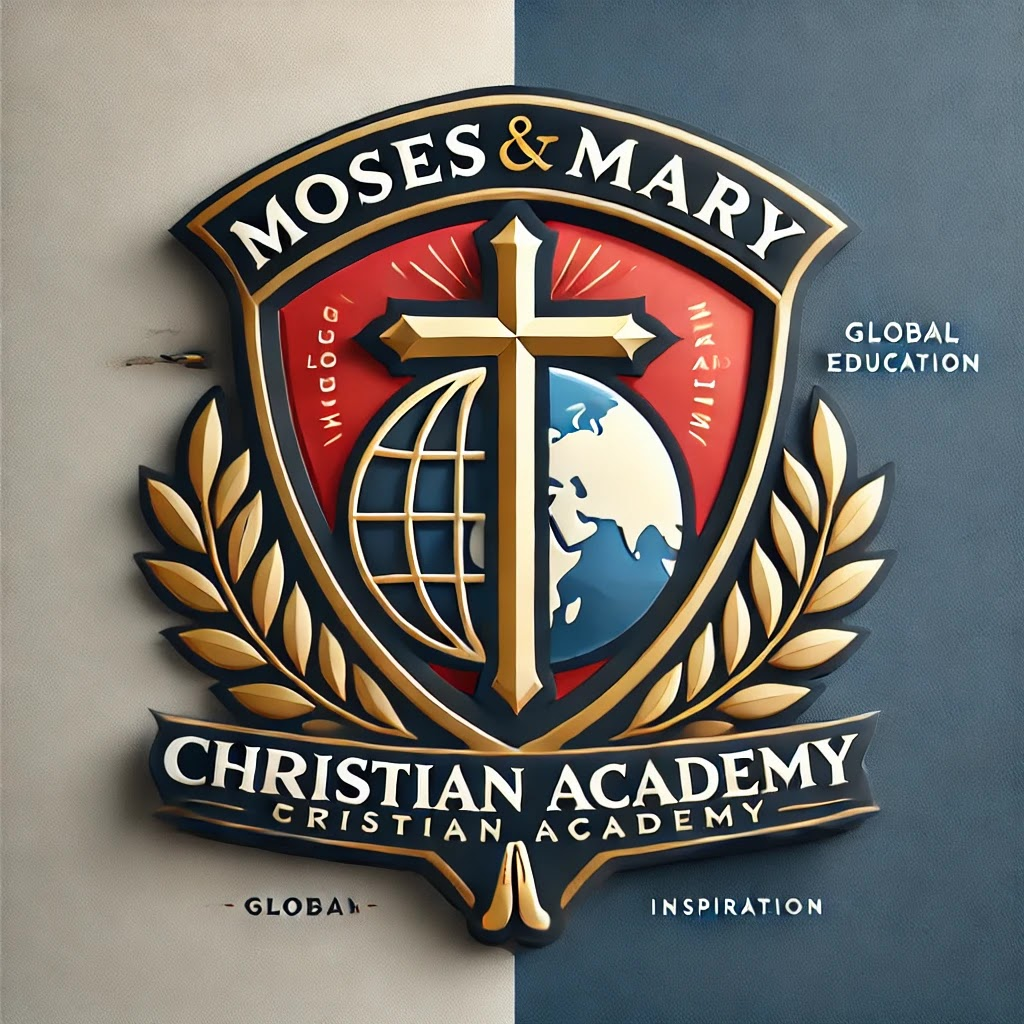 MOSES & MARY
GLOBAL
EDUCATION
CHRISTIAN ACADEMY
CRISTIAN ACADEMY
INSPIRATION